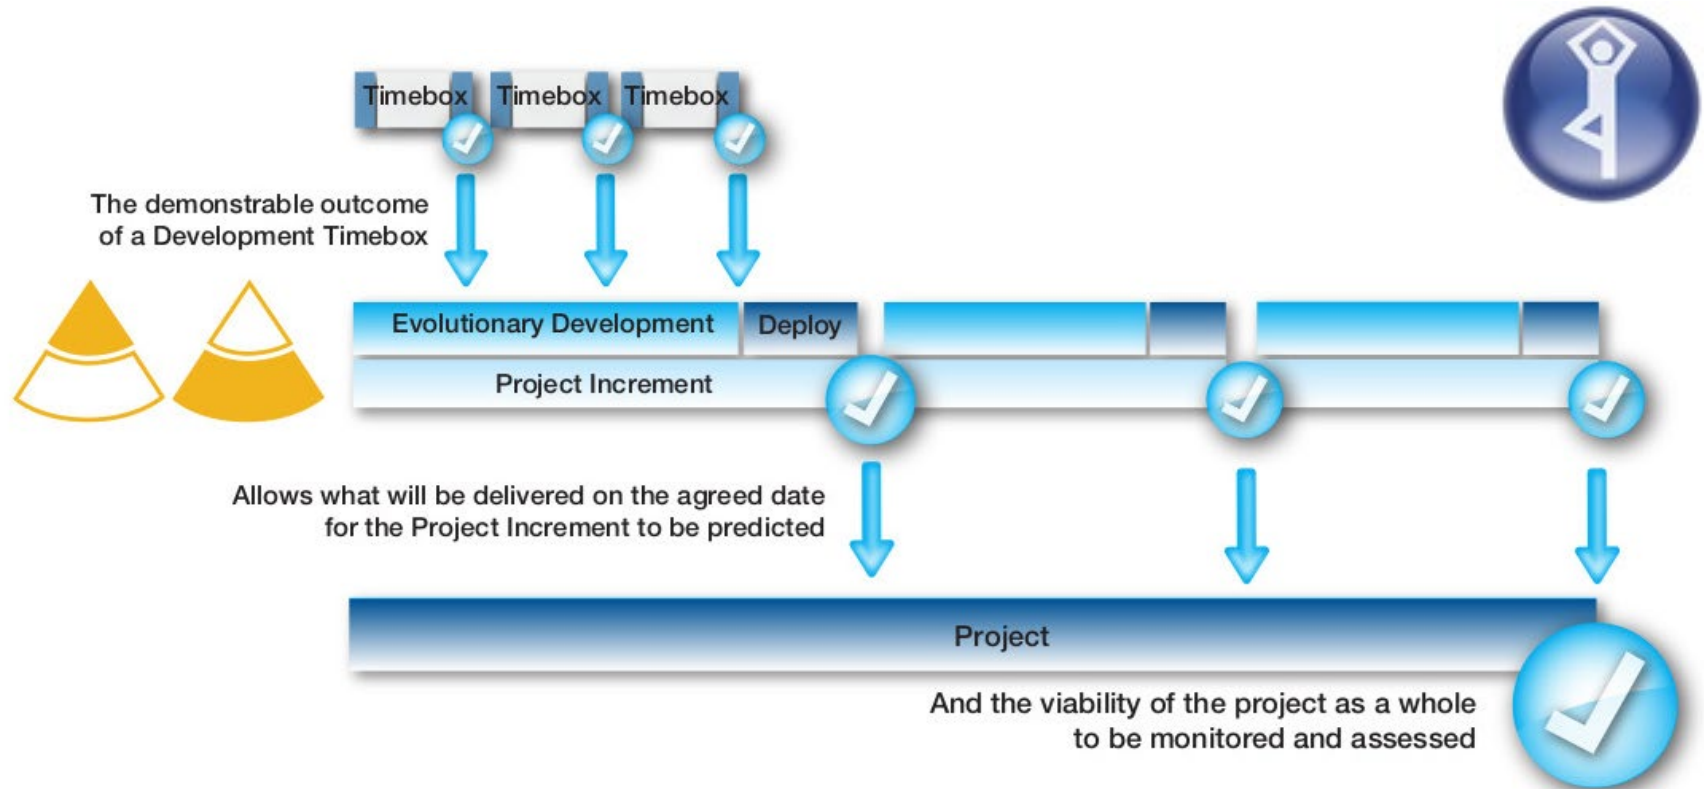 Timebox Timebox Timebox
The demonstrable outcome
of a Development Timebox
Evolutionary Development Deploy
Project Increment
Allows what will be delivered on the agreed date
for the Project Increment to be predicted
Project
And the viability of the project as a whole
to be monitored and assessed